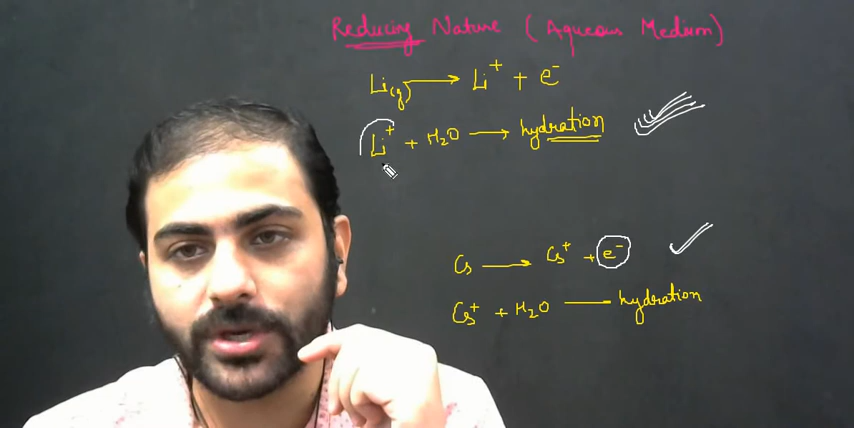 Reducing Nature (Aqueous Medium)
Li(g) → Li⁺ + e⁻
Li⁺ + H₂O → hydration
Cs → Cs⁺ + e⁻
Cs⁺ + H₂O — hydration